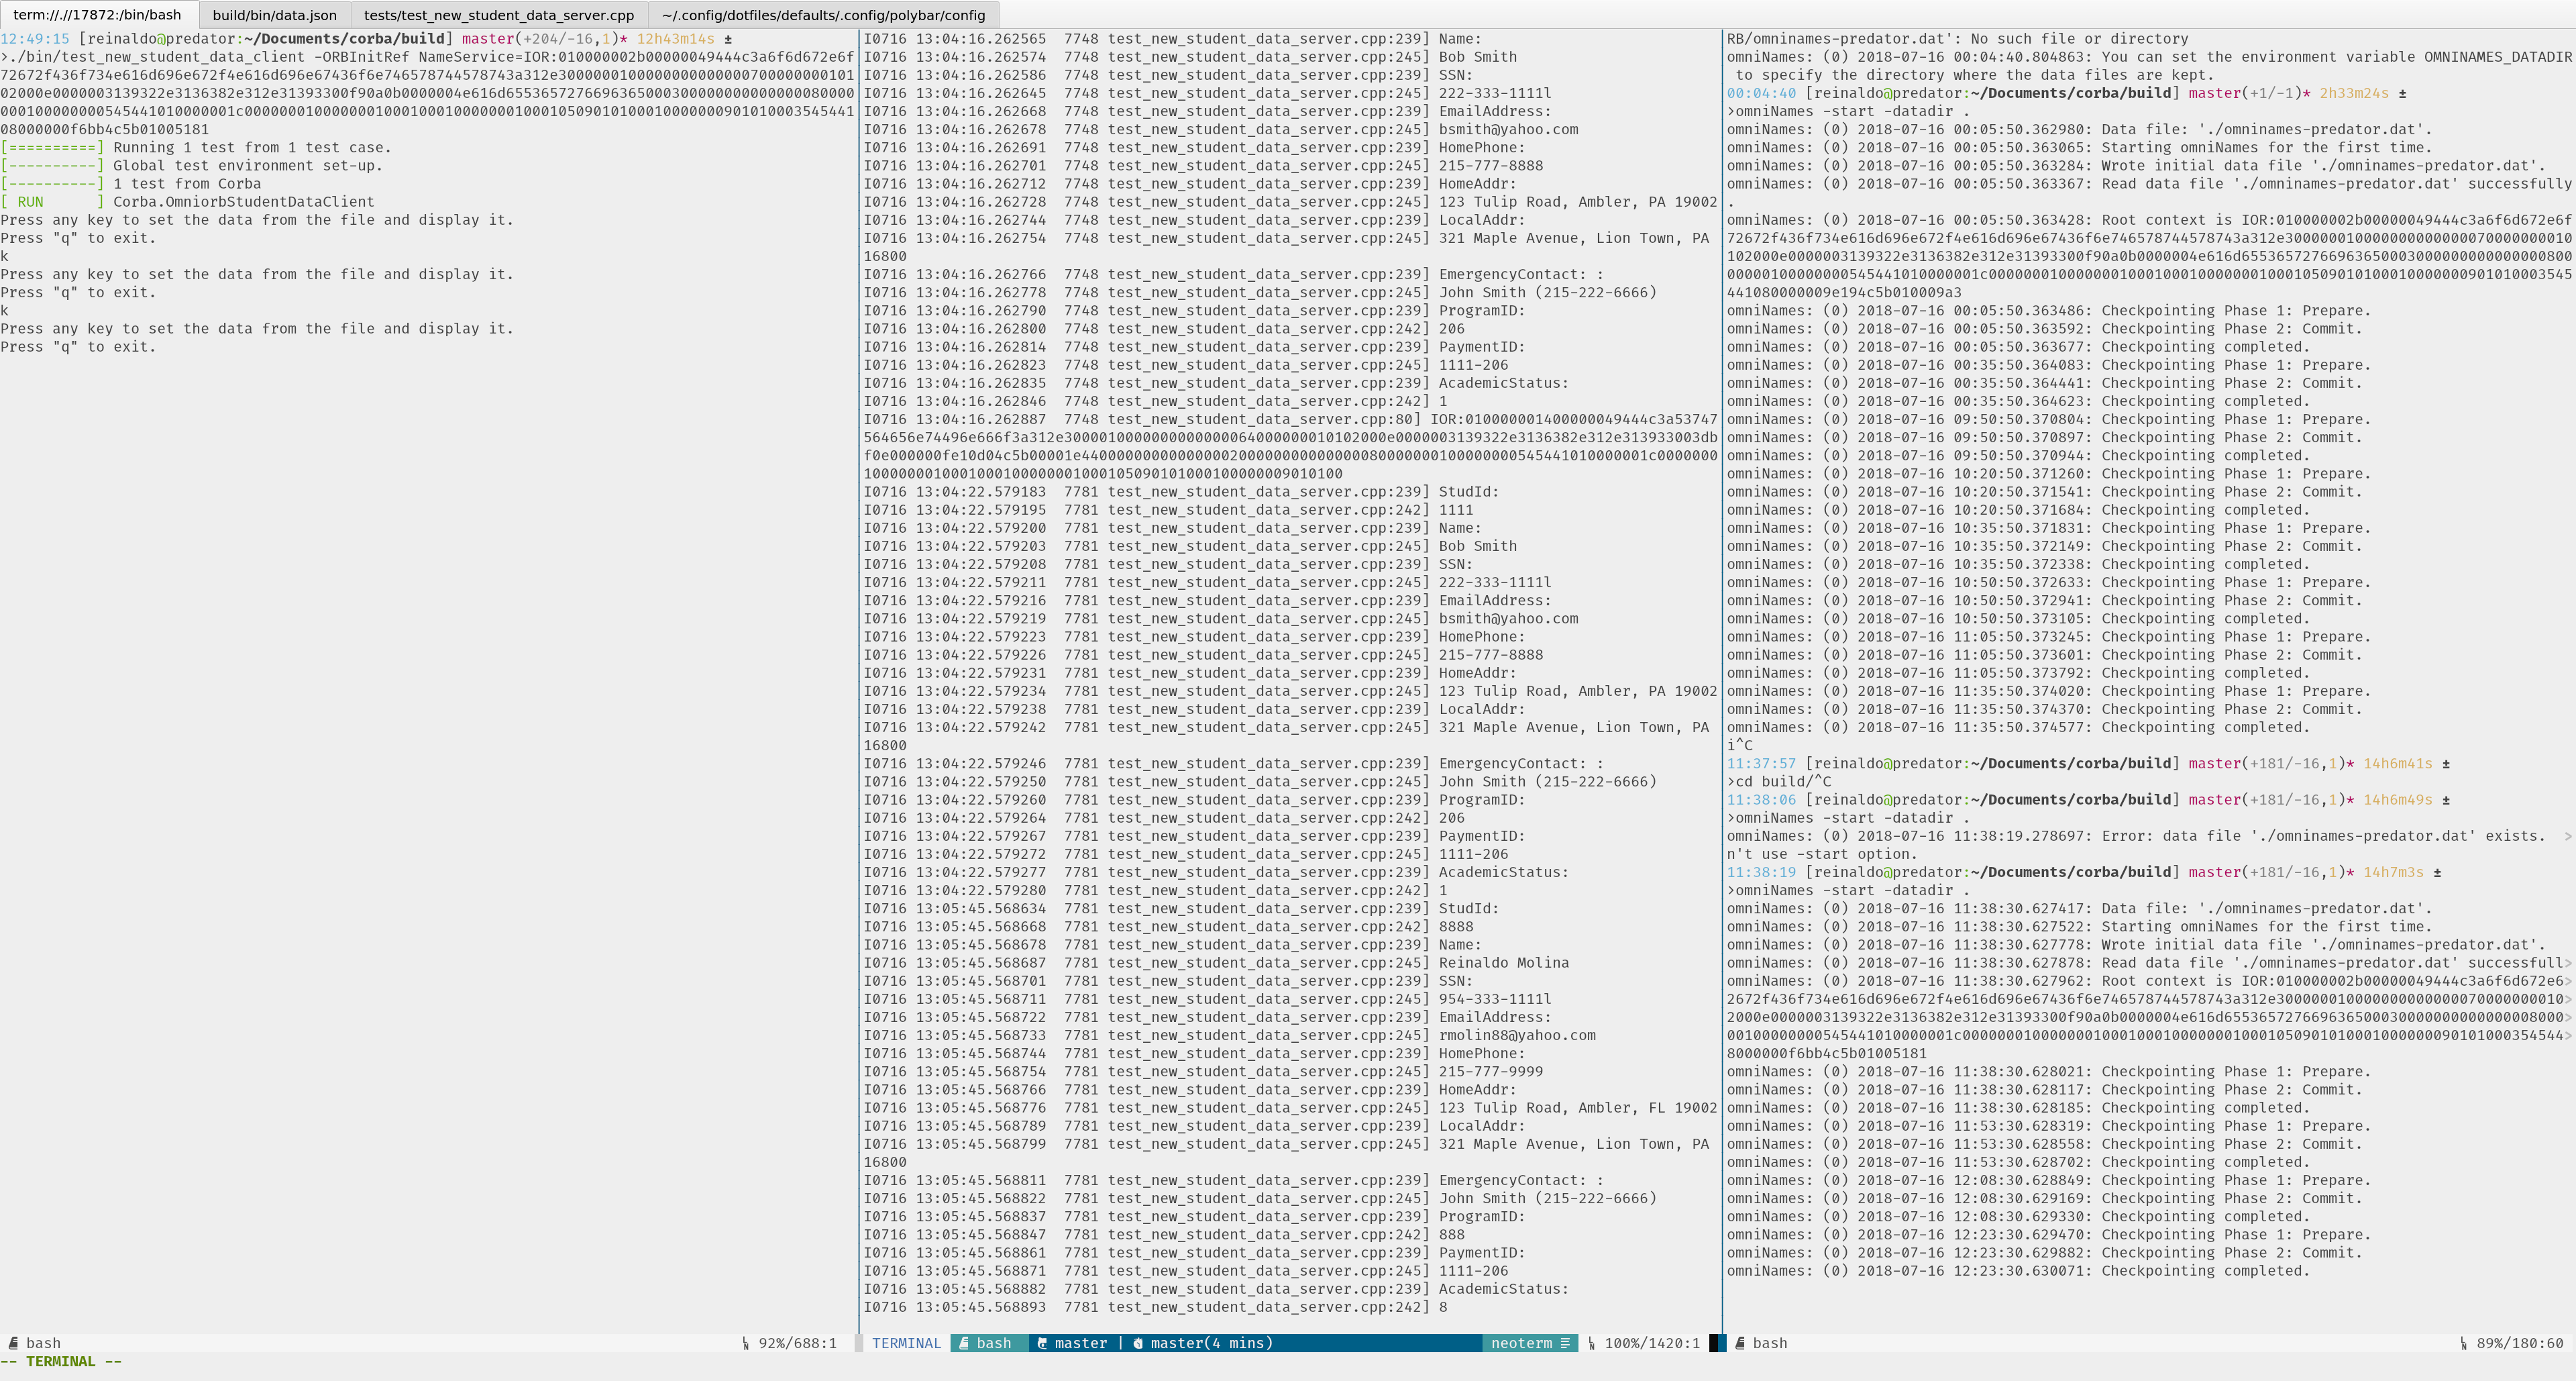 term://.//17872:/bin/bash
build/bin/data.json
tests/test_new_student_data_server.cpp
~/.config/dotfiles/defaults/.config/polybar/config
12:49:15 [reinaldo@predator:~/Documents/corba/build] master(+204/-16,1)* 12h43m14s ±
>./bin/test_new_student_data_client -ORBInitRef NameService=IOR:010000002b00000049444c3a6f6d672e6f
08000000f6bb4c5b01005181
[==========] Running 1 test from 1 test case.
[----------] Global test environment set-up.
[----------] 1 test from Corba
[ RUN      ] Corba.OmniorbStudentDataClient
Press any key to set the data from the file and display it.
Press "q" to exit.
k
Press any key to set the data from the file and display it.
Press "q" to exit.
k
Press any key to set the data from the file and display it.
Press "q" to exit.
I0716 13:04:16.262565  7748 test_new_student_data_server.cpp:239] Name:
I0716 13:04:16.262574  7748 test_new_student_data_server.cpp:245] Bob Smith
I0716 13:04:16.262586  7748 test_new_student_data_server.cpp:239] SSN:
I0716 13:04:16.262645  7748 test_new_student_data_server.cpp:245] 222-333-1111l
I0716 13:04:16.262668  7748 test_new_student_data_server.cpp:239] EmailAddress:
I0716 13:04:16.262678  7748 test_new_student_data_server.cpp:245] bsmith@yahoo.com
I0716 13:04:16.262691  7748 test_new_student_data_server.cpp:239] HomePhone:
I0716 13:04:16.262701  7748 test_new_student_data_server.cpp:245] 215-777-8888
I0716 13:04:16.262712  7748 test_new_student_data_server.cpp:239] HomeAddr:
I0716 13:04:16.262728  7748 test_new_student_data_server.cpp:245] 123 Tulip Road, Ambler, PA 19002
I0716 13:04:16.262744  7748 test_new_student_data_server.cpp:239] LocalAddr:
I0716 13:04:16.262754  7748 test_new_student_data_server.cpp:245] 321 Maple Avenue, Lion Town, PA
16800
I0716 13:04:16.262766  7748 test_new_student_data_server.cpp:239] EmergencyContact: :
I0716 13:04:16.262778  7748 test_new_student_data_server.cpp:245] John Smith (215-222-6666)
I0716 13:04:16.262790  7748 test_new_student_data_server.cpp:239] ProgramID:
I0716 13:04:16.262800  7748 test_new_student_data_server.cpp:242] 206
I0716 13:04:16.262814  7748 test_new_student_data_server.cpp:239] PaymentID:
I0716 13:04:16.262823  7748 test_new_student_data_server.cpp:245] 1111-206
I0716 13:04:16.262835  7748 test_new_student_data_server.cpp:239] AcademicStatus:
I0716 13:04:16.262846  7748 test_new_student_data_server.cpp:242] 1
I0716 13:04:16.262887  7748 test_new_student_data_server.cpp:80] IOR:010000001400000049444c3a53747
I0716 13:04:22.579183  7781 test_new_student_data_server.cpp:239] StudId:
I0716 13:04:22.579195  7781 test_new_student_data_server.cpp:242] 1111
I0716 13:04:22.579200  7781 test_new_student_data_server.cpp:239] Name:
I0716 13:04:22.579203  7781 test_new_student_data_server.cpp:245] Bob Smith
I0716 13:04:22.579208  7781 test_new_student_data_server.cpp:239] SSN:
I0716 13:04:22.579211  7781 test_new_student_data_server.cpp:245] 222-333-1111l
I0716 13:04:22.579216  7781 test_new_student_data_server.cpp:239] EmailAddress:
I0716 13:04:22.579219  7781 test_new_student_data_server.cpp:245] bsmith@yahoo.com
I0716 13:04:22.579223  7781 test_new_student_data_server.cpp:239] HomePhone:
I0716 13:04:22.579226  7781 test_new_student_data_server.cpp:245] 215-777-8888
I0716 13:04:22.579231  7781 test_new_student_data_server.cpp:239] HomeAddr:
I0716 13:04:22.579234  7781 test_new_student_data_server.cpp:245] 123 Tulip Road, Ambler, PA 19002
I0716 13:04:22.579238  7781 test_new_student_data_server.cpp:239] LocalAddr:
I0716 13:04:22.579242  7781 test_new_student_data_server.cpp:245] 321 Maple Avenue, Lion Town, PA
16800
I0716 13:04:22.579246  7781 test_new_student_data_server.cpp:239] EmergencyContact: :
I0716 13:04:22.579250  7781 test_new_student_data_server.cpp:245] John Smith (215-222-6666)
I0716 13:04:22.579260  7781 test_new_student_data_server.cpp:239] ProgramID:
I0716 13:04:22.579264  7781 test_new_student_data_server.cpp:242] 206
I0716 13:04:22.579267  7781 test_new_student_data_server.cpp:239] PaymentID:
I0716 13:04:22.579272  7781 test_new_student_data_server.cpp:245] 1111-206
I0716 13:04:22.579277  7781 test_new_student_data_server.cpp:239] AcademicStatus:
I0716 13:04:22.579280  7781 test_new_student_data_server.cpp:242] 1
I0716 13:05:45.568634  7781 test_new_student_data_server.cpp:239] StudId:
I0716 13:05:45.568668  7781 test_new_student_data_server.cpp:242] 8888
I0716 13:05:45.568678  7781 test_new_student_data_server.cpp:239] Name:
I0716 13:05:45.568687  7781 test_new_student_data_server.cpp:245] Reinaldo Molina
I0716 13:05:45.568701  7781 test_new_student_data_server.cpp:239] SSN:
I0716 13:05:45.568711  7781 test_new_student_data_server.cpp:245] 954-333-1111l
I0716 13:05:45.568722  7781 test_new_student_data_server.cpp:239] EmailAddress:
I0716 13:05:45.568733  7781 test_new_student_data_server.cpp:245] rmolin88@yahoo.com
I0716 13:05:45.568744  7781 test_new_student_data_server.cpp:239] HomePhone:
I0716 13:05:45.568754  7781 test_new_student_data_server.cpp:245] 215-777-9999
I0716 13:05:45.568766  7781 test_new_student_data_server.cpp:239] HomeAddr:
I0716 13:05:45.568776  7781 test_new_student_data_server.cpp:245] 123 Tulip Road, Ambler, FL 19002
I0716 13:05:45.568789  7781 test_new_student_data_server.cpp:239] LocalAddr:
I0716 13:05:45.568799  7781 test_new_student_data_server.cpp:245] 321 Maple Avenue, Lion Town, PA
16800
I0716 13:05:45.568811  7781 test_new_student_data_server.cpp:239] EmergencyContact: :
I0716 13:05:45.568822  7781 test_new_student_data_server.cpp:245] John Smith (215-222-6666)
I0716 13:05:45.568837  7781 test_new_student_data_server.cpp:239] ProgramID:
I0716 13:05:45.568847  7781 test_new_student_data_server.cpp:242] 888
I0716 13:05:45.568861  7781 test_new_student_data_server.cpp:239] PaymentID:
I0716 13:05:45.568871  7781 test_new_student_data_server.cpp:245] 1111-206
I0716 13:05:45.568882  7781 test_new_student_data_server.cpp:239] AcademicStatus:
I0716 13:05:45.568893  7781 test_new_student_data_server.cpp:242] 8
RB/omninames-predator.dat': No such file or directory
omniNames: (0) 2018-07-16 00:04:40.804863: You can set the environment variable OMNINAMES_DATADIR
to specify the directory where the data files are kept.
00:04:40 [reinaldo@predator:~/Documents/corba/build] master(+1/-1)* 2h33m24s ±
>omniNames -start -datadir .
omniNames: (0) 2018-07-16 00:05:50.362980: Data file: './omninames-predator.dat'.
omniNames: (0) 2018-07-16 00:05:50.363065: Starting omniNames for the first time.
omniNames: (0) 2018-07-16 00:05:50.363284: Wrote initial data file './omninames-predator.dat'.
omniNames: (0) 2018-07-16 00:05:50.363367: Read data file './omninames-predator.dat' successfully
.
omniNames: (0) 2018-07-16 00:05:50.363428: Root context is IOR:010000002b00000049444c3a6f6d672e6f
441080000009e194c5b010009a3
omniNames: (0) 2018-07-16 00:05:50.363486: Checkpointing Phase 1: Prepare.
omniNames: (0) 2018-07-16 00:05:50.363592: Checkpointing Phase 2: Commit.
omniNames: (0) 2018-07-16 00:05:50.363677: Checkpointing completed.
omniNames: (0) 2018-07-16 00:35:50.364083: Checkpointing Phase 1: Prepare.
omniNames: (0) 2018-07-16 00:35:50.364441: Checkpointing Phase 2: Commit.
omniNames: (0) 2018-07-16 00:35:50.364623: Checkpointing completed.
omniNames: (0) 2018-07-16 09:50:50.370804: Checkpointing Phase 1: Prepare.
omniNames: (0) 2018-07-16 09:50:50.370897: Checkpointing Phase 2: Commit.
omniNames: (0) 2018-07-16 09:50:50.370944: Checkpointing completed.
omniNames: (0) 2018-07-16 10:20:50.371260: Checkpointing Phase 1: Prepare.
omniNames: (0) 2018-07-16 10:20:50.371541: Checkpointing Phase 2: Commit.
omniNames: (0) 2018-07-16 10:20:50.371684: Checkpointing completed.
omniNames: (0) 2018-07-16 10:35:50.371831: Checkpointing Phase 1: Prepare.
omniNames: (0) 2018-07-16 10:35:50.372149: Checkpointing Phase 2: Commit.
omniNames: (0) 2018-07-16 10:35:50.372338: Checkpointing completed.
omniNames: (0) 2018-07-16 10:50:50.372633: Checkpointing Phase 1: Prepare.
omniNames: (0) 2018-07-16 10:50:50.372941: Checkpointing Phase 2: Commit.
omniNames: (0) 2018-07-16 10:50:50.373105: Checkpointing completed.
omniNames: (0) 2018-07-16 11:05:50.373245: Checkpointing Phase 1: Prepare.
omniNames: (0) 2018-07-16 11:05:50.373601: Checkpointing Phase 2: Commit.
omniNames: (0) 2018-07-16 11:05:50.373792: Checkpointing completed.
omniNames: (0) 2018-07-16 11:35:50.374020: Checkpointing Phase 1: Prepare.
omniNames: (0) 2018-07-16 11:35:50.374370: Checkpointing Phase 2: Commit.
omniNames: (0) 2018-07-16 11:35:50.374577: Checkpointing completed.
i^C
11:37:57 [reinaldo@predator:~/Documents/corba/build] master(+181/-16,1)* 14h6m41s ±
>cd build/^C
11:38:06 [reinaldo@predator:~/Documents/corba/build] master(+181/-16,1)* 14h6m49s ±
>omniNames -start -datadir .
omniNames: (0) 2018-07-16 11:38:19.278697: Error: data file './omninames-predator.dat' exists.  >
n't use -start option.
11:38:19 [reinaldo@predator:~/Documents/corba/build] master(+181/-16,1)* 14h7m3s ±
>omniNames -start -datadir .
omniNames: (0) 2018-07-16 11:38:30.627417: Data file: './omninames-predator.dat'.
omniNames: (0) 2018-07-16 11:38:30.627522: Starting omniNames for the first time.
omniNames: (0) 2018-07-16 11:38:30.627778: Wrote initial data file './omninames-predator.dat'.
omniNames: (0) 2018-07-16 11:38:30.627878: Read data file './omninames-predator.dat' successfull>
omniNames: (0) 2018-07-16 11:38:30.627962: Root context is IOR:010000002b00000049444c3a6f6d672e6>
8000000f6bb4c5b01005181
omniNames: (0) 2018-07-16 11:38:30.628021: Checkpointing Phase 1: Prepare.
omniNames: (0) 2018-07-16 11:38:30.628117: Checkpointing Phase 2: Commit.
omniNames: (0) 2018-07-16 11:38:30.628185: Checkpointing completed.
omniNames: (0) 2018-07-16 11:53:30.628319: Checkpointing Phase 1: Prepare.
omniNames: (0) 2018-07-16 11:53:30.628558: Checkpointing Phase 2: Commit.
omniNames: (0) 2018-07-16 11:53:30.628702: Checkpointing completed.
omniNames: (0) 2018-07-16 12:08:30.628849: Checkpointing Phase 1: Prepare.
omniNames: (0) 2018-07-16 12:08:30.629169: Checkpointing Phase 2: Commit.
omniNames: (0) 2018-07-16 12:08:30.629330: Checkpointing completed.
omniNames: (0) 2018-07-16 12:23:30.629470: Checkpointing Phase 1: Prepare.
omniNames: (0) 2018-07-16 12:23:30.629882: Checkpointing Phase 2: Commit.
omniNames: (0) 2018-07-16 12:23:30.630071: Checkpointing completed.
bash 92%/688:1
TERMINAL bash master | master(4 mins) neoterm 100%/1420:1
bash 89%/180:60
-- TERMINAL --